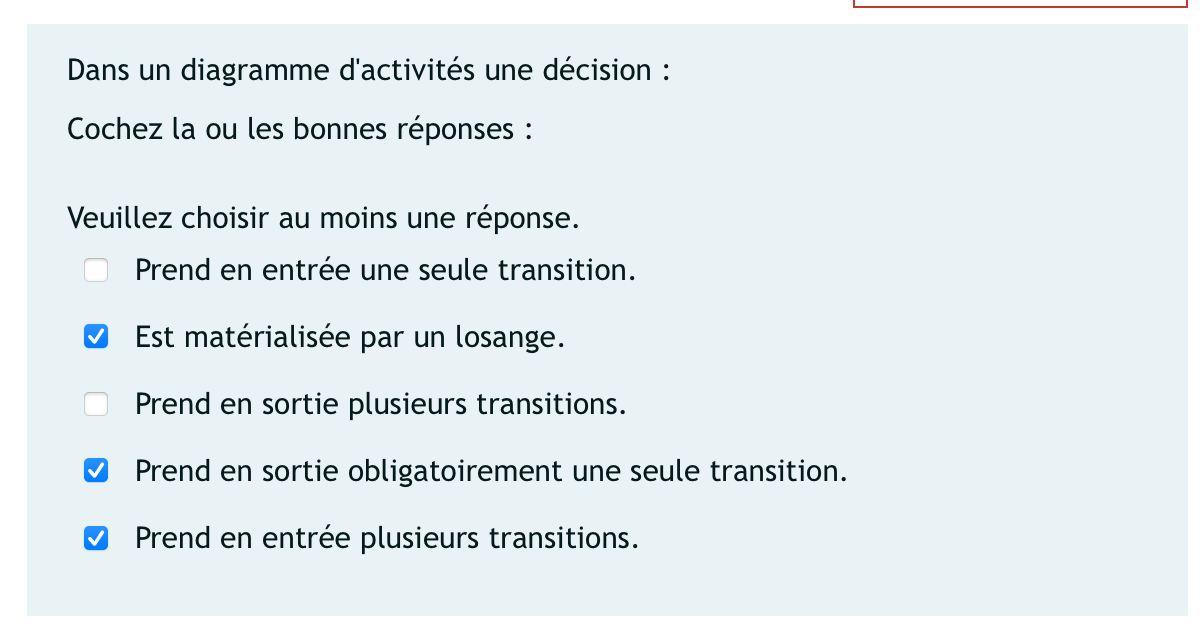 Dans un diagramme d'activités une décision :
Cochez la ou les bonnes réponses :
Veuillez choisir au moins une réponse.
Prend en entrée une seule transition.
Est matérialisée par un losange.
Prend en sortie plusieurs transitions.
Prend en sortie obligatoirement une seule transition.
Prend en entrée plusieurs transitions.